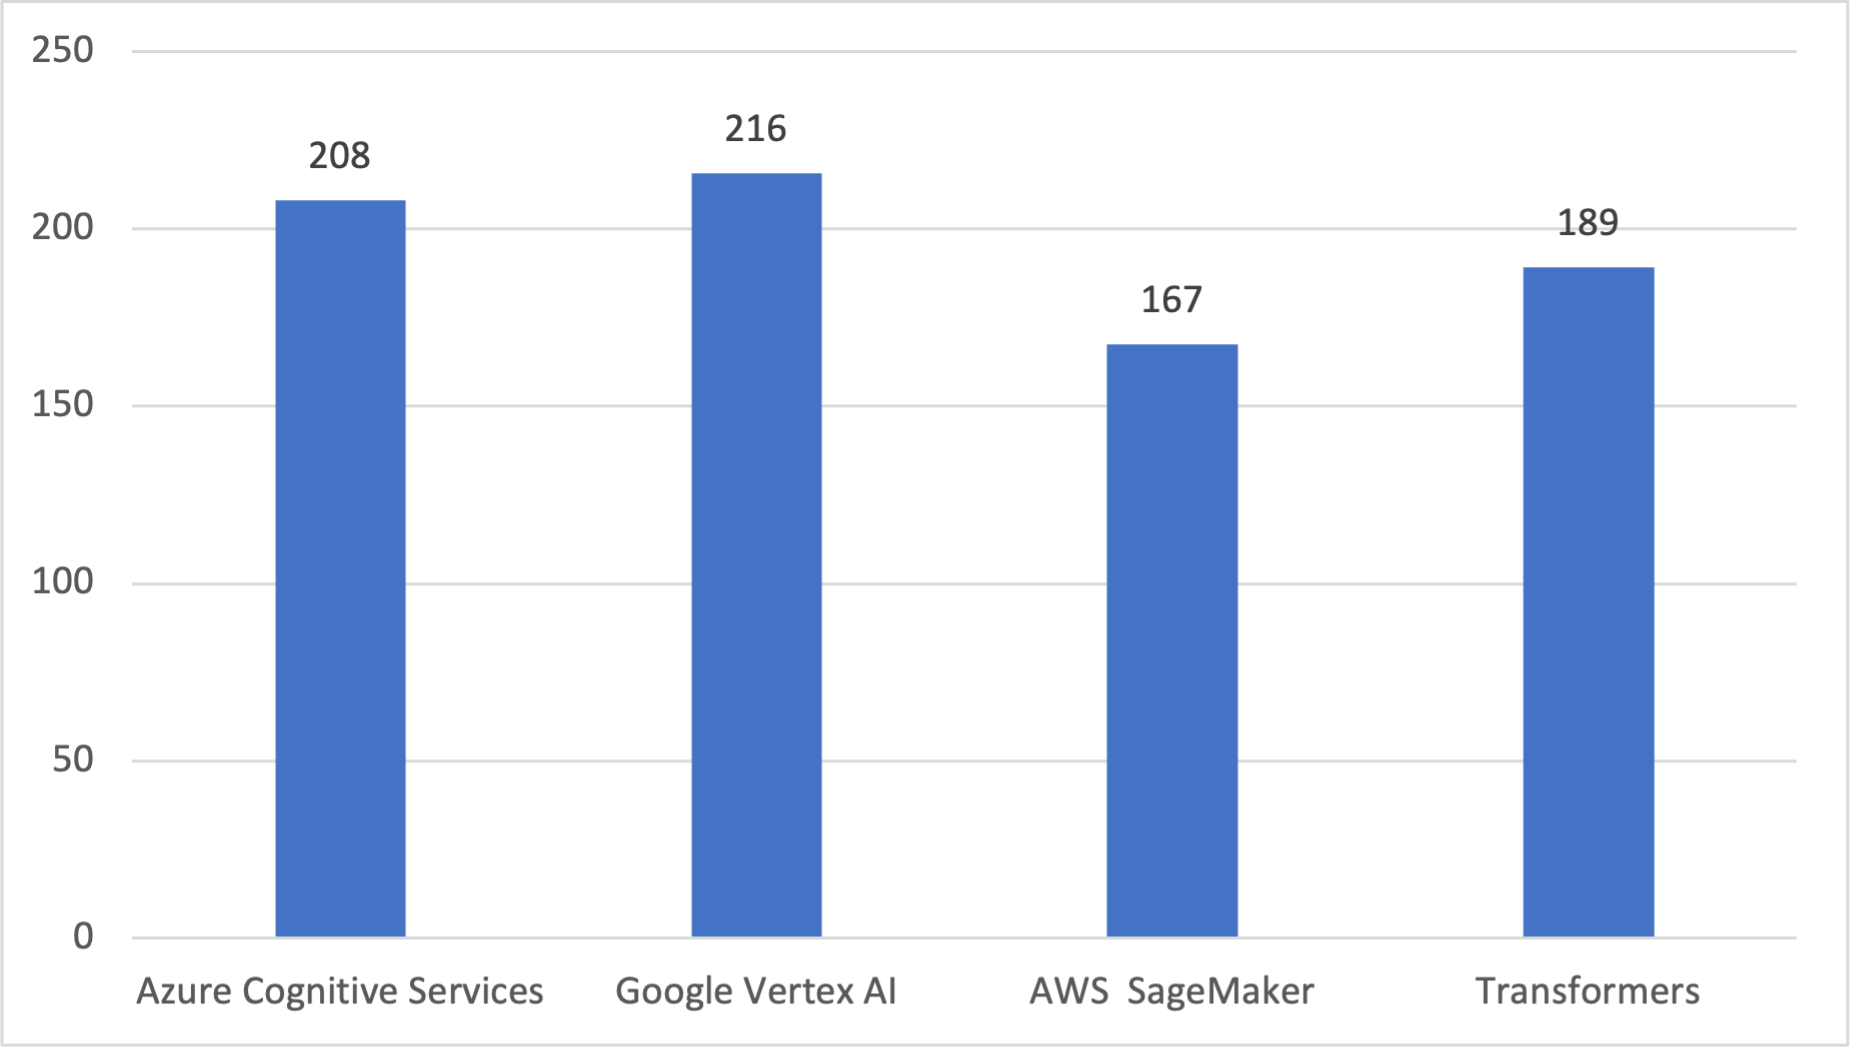 250
200
150
100
50
0
208
216
167
189
Azure Cognitive Services
Google Vertex AI
AWS  SageMaker
Transformers